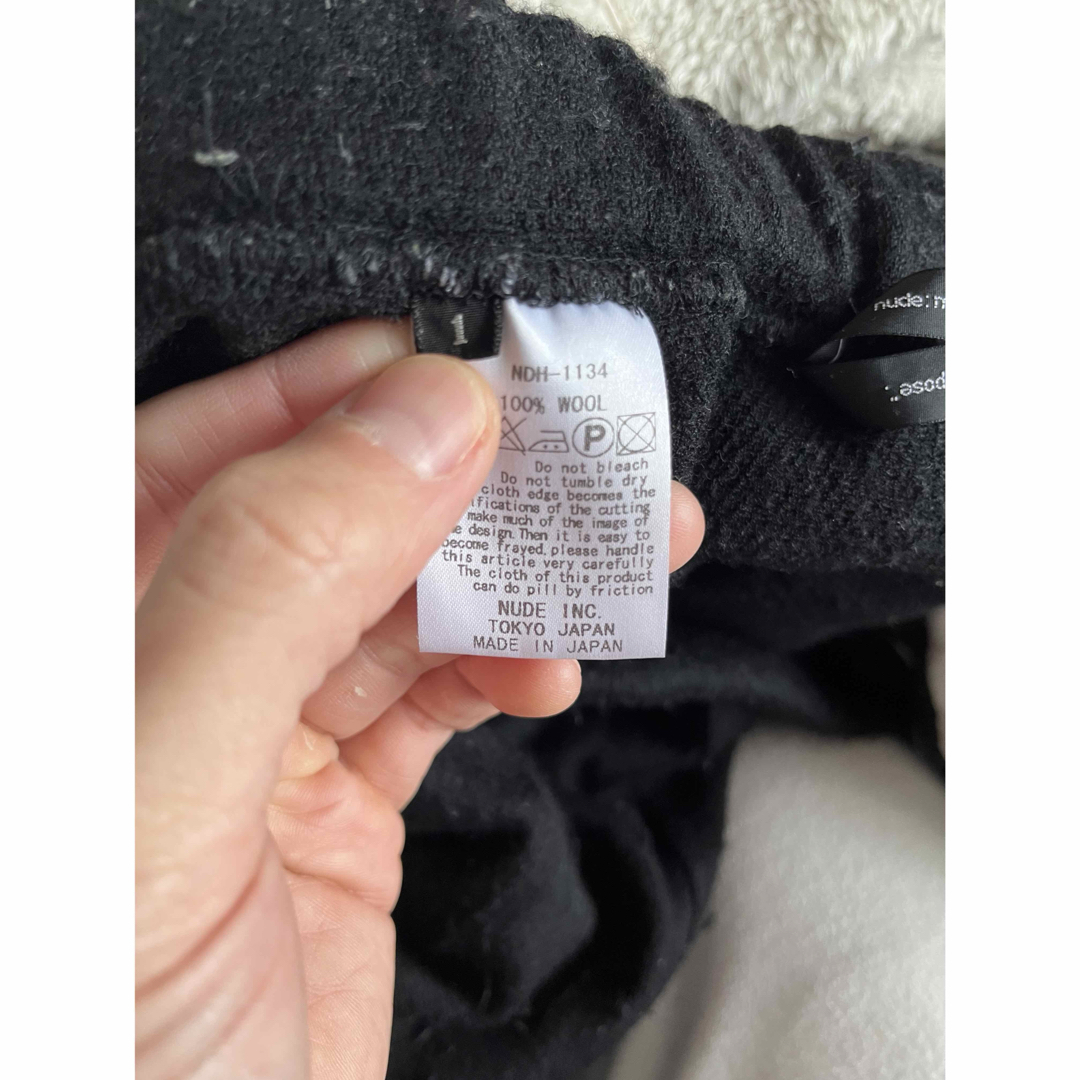 1
NDH-1134
100% WOOL
P
Do not bleach
Do not tumble dry
cloth edge becomes the
of the cutting
make much of the image of
design. Then it is easy to
become frayed, please handle
this article very carefully
The cloth of this product
can do pill by friction
NUDE INC.
TOKYO JAPAN
MADE IN JAPAN
nude: